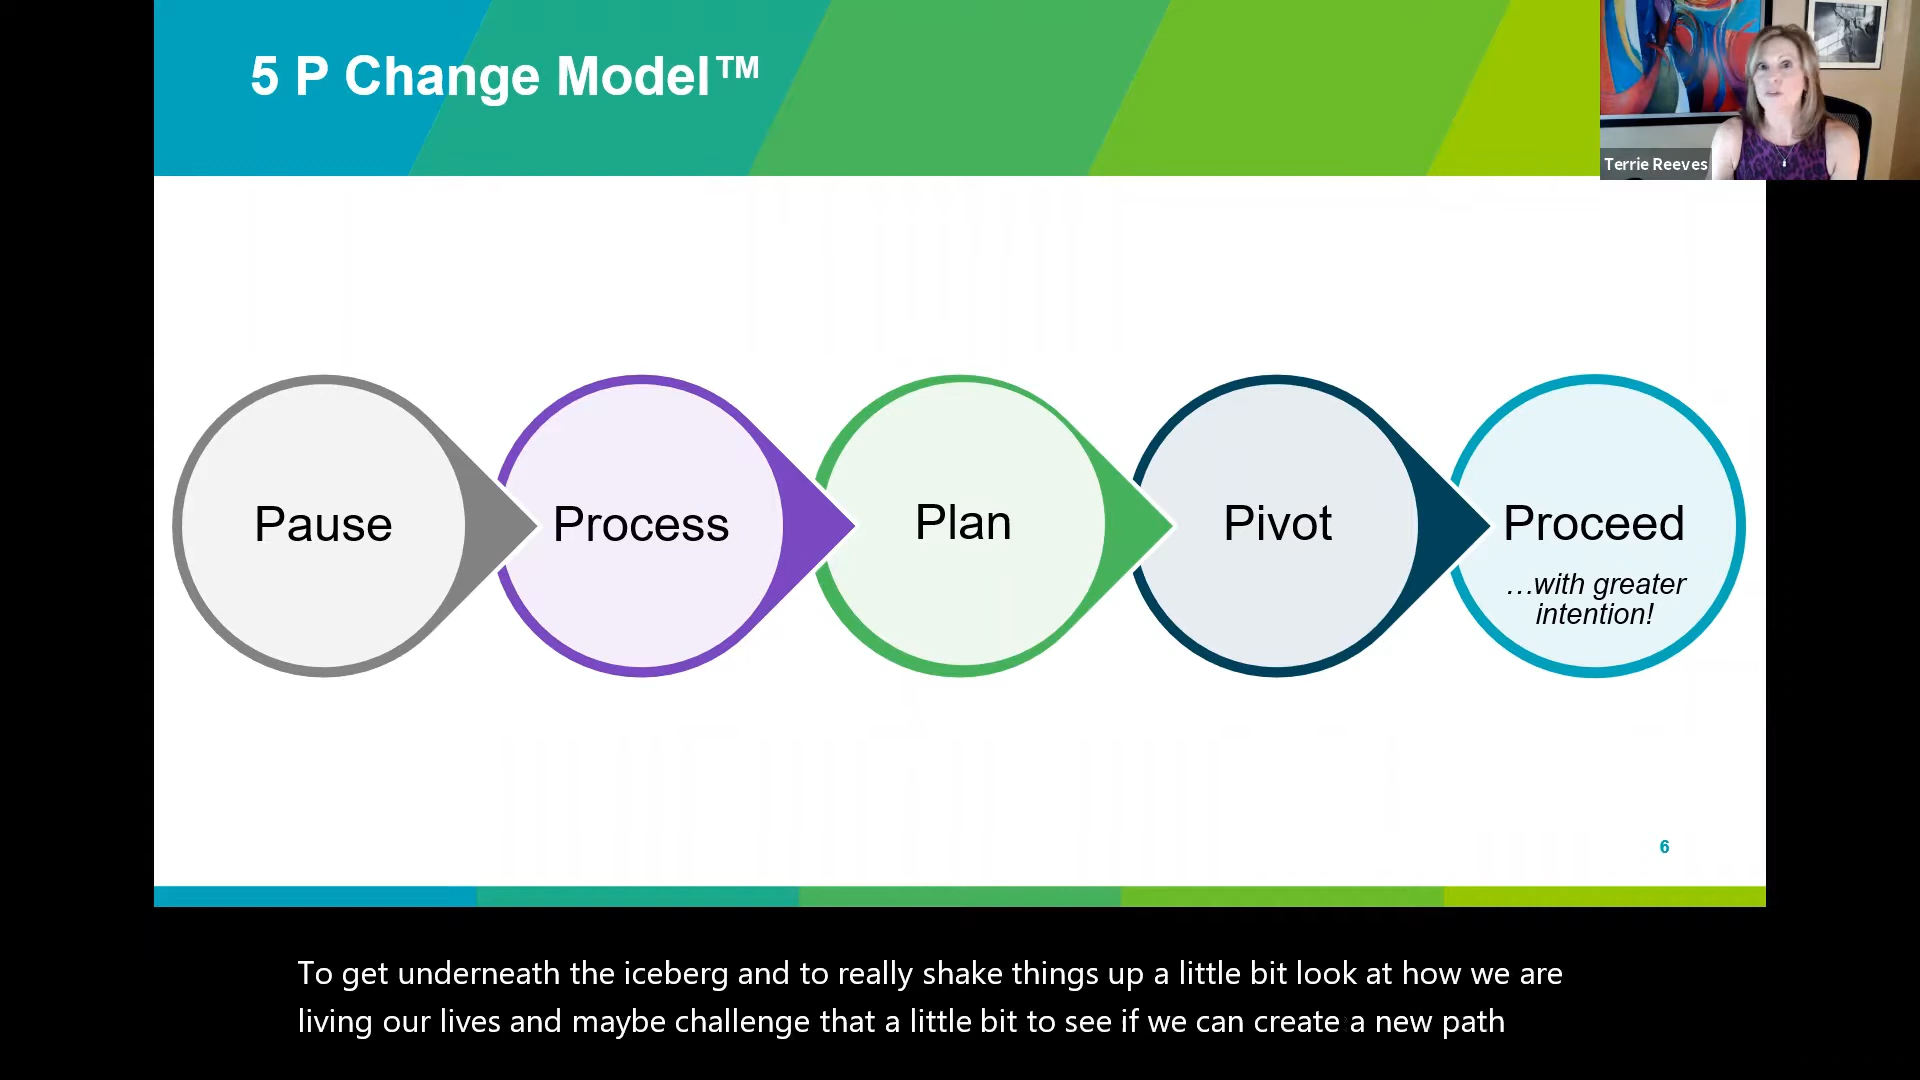 5 P Change Model™
Terrie Reeves
Pause
Process
Plan
Pivot
Proceed
…with greater
intention!
6
To get underneath the iceberg and to really shake things up a little bit look at how we are
living our lives and maybe challenge that a little bit to see if we can create a new path